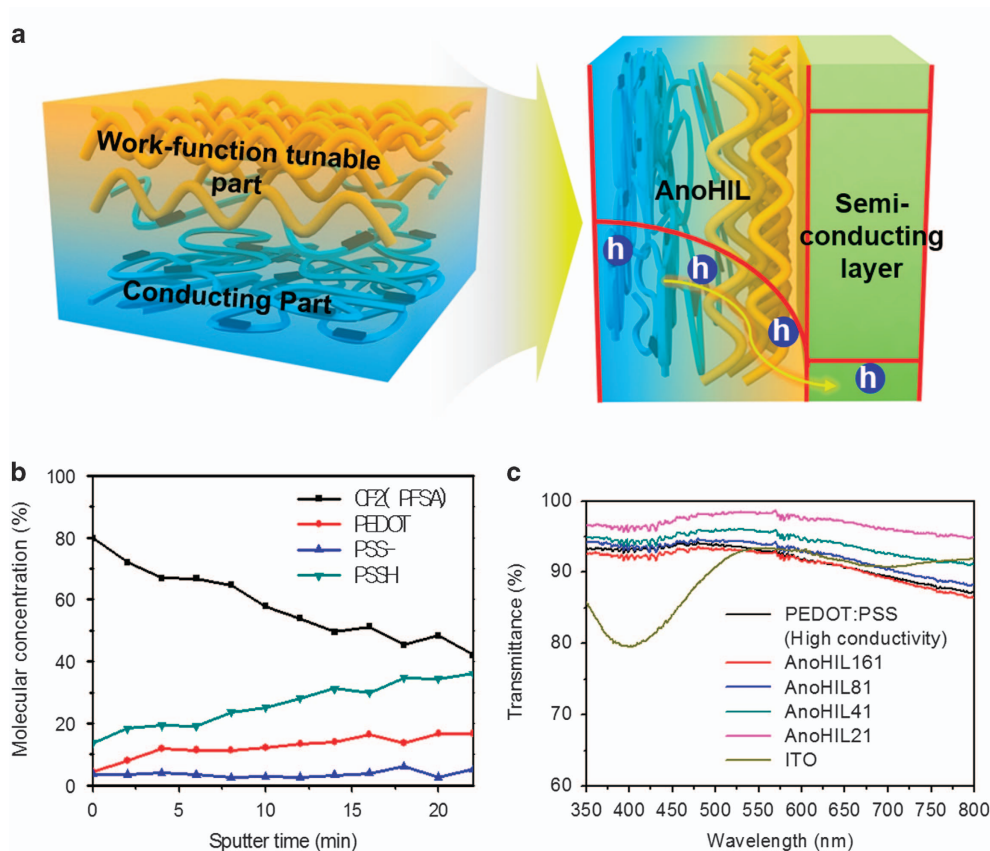 a
Work-function tunable
part
Conducting Part
AnoHIL
Semi-
conducting
layer
h
h
h
h
b
Molecular concentration (%)
100
80
60
40
20
0
0
5
10
15
20
Sputter time (min)
CF2( PFSA)
PEDOT
PSS-
PSSH
c
Transmittance (%)
100
90
80
70
60
350
400
450
500
550
600
650
700
750
800
Wavelength (nm)
PEDOT:PSS
(High conductivity)
AnoHIL161
AnoHIL81
AnoHIL41
AnoHIL21
ITO